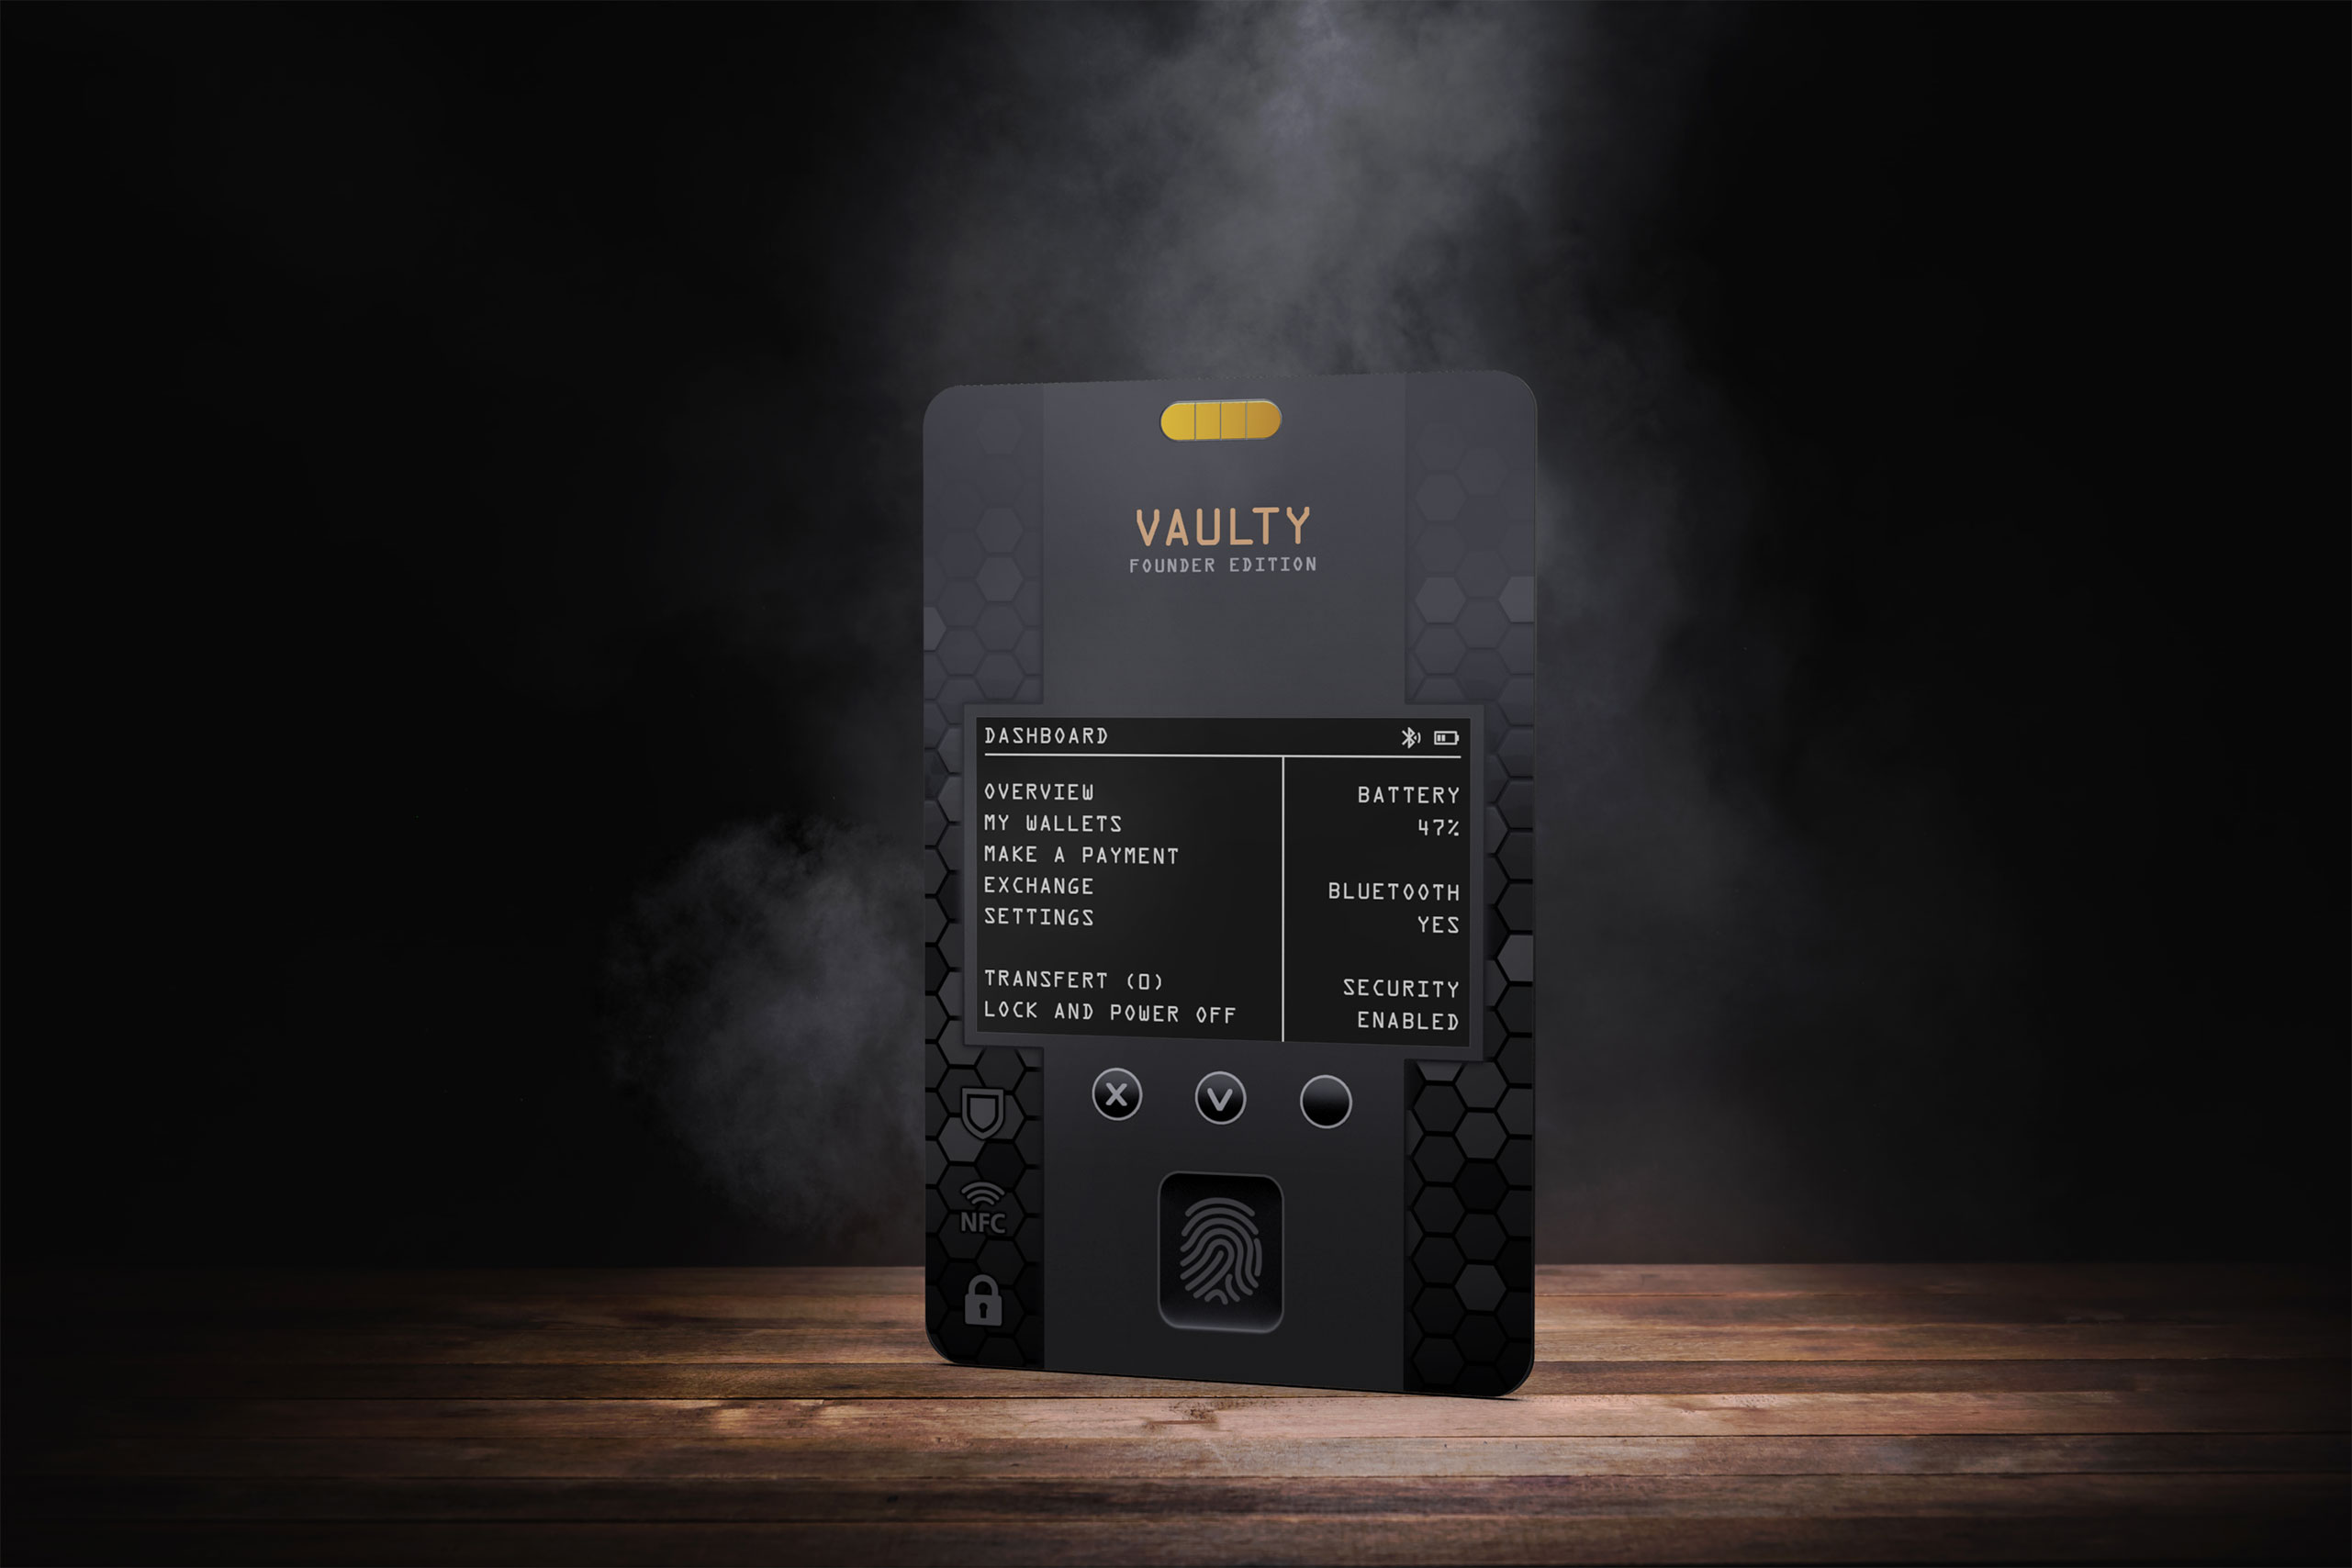 VAULTY
FOUNDER EDITION
DASHBOARD
OVERVIEW
MY WALLETS
MAKE A PAYMENT
EXCHANGE
SETTINGS
TRANSFERT (0)
LOCK AND POWER OFF
BATTERY
47%
BLUETOOTH
YES
SECURITY
ENABLED
X
V
NFC